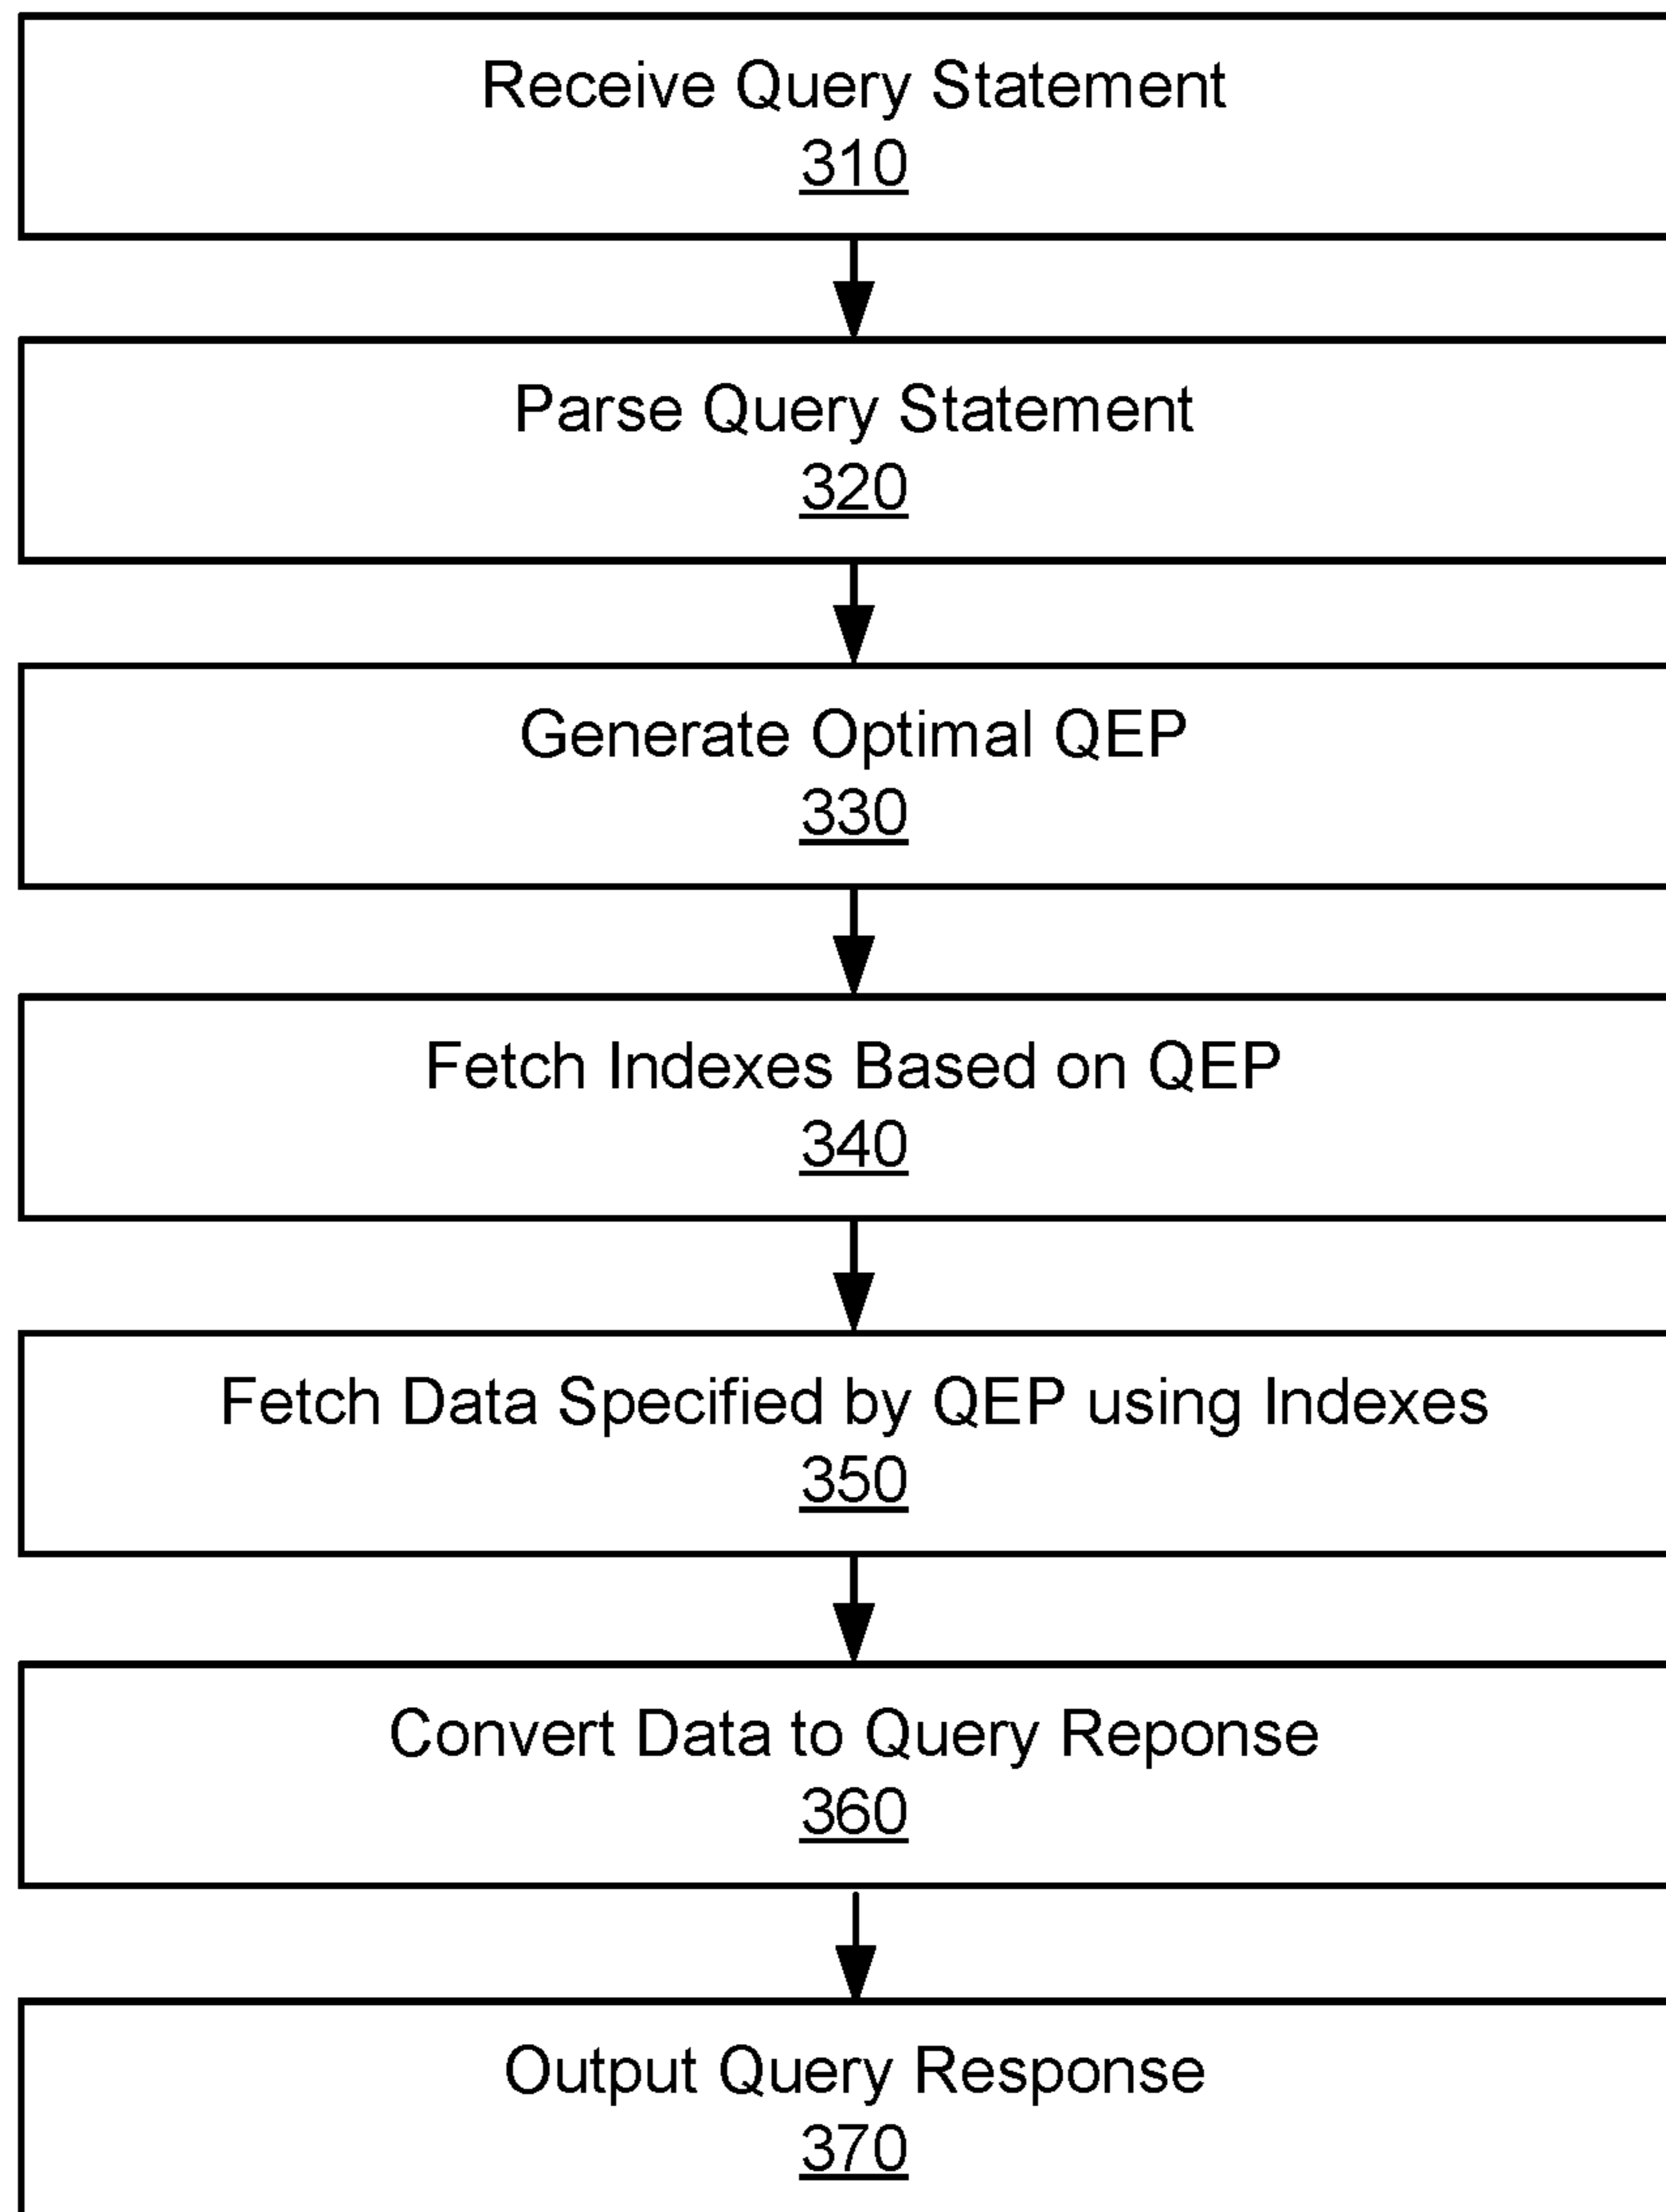 Receive Query Statement
310
Parse Query Statement
320
Generate Optimal QEP
330
Fetch Indexes Based on QEP
340
Fetch Data Specified by QEP using Indexes
350
Convert Data to Query Reponse
360
Output Query Response
370